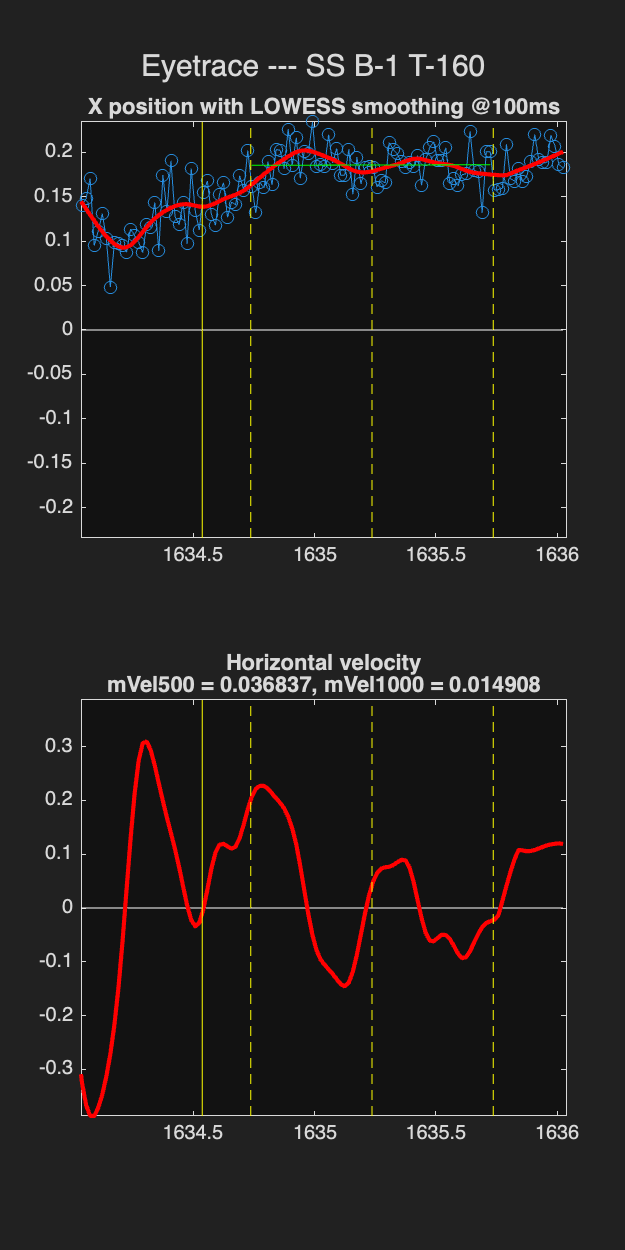 Eyetrace --- SS B-1 T-160
X position with LOWESS smoothing @100ms
0.2
0.15
0.1
0.05
0
-0.05
-0.1
-0.15
-0.2
1634.5 1635 1635.5 1636
Horizontal velocity
mVel500 = 0.036837, mVel1000 = 0.014908
0.3
0.2
0.1
0
-0.1
-0.2
-0.3
1634.5 1635 1635.5 1636